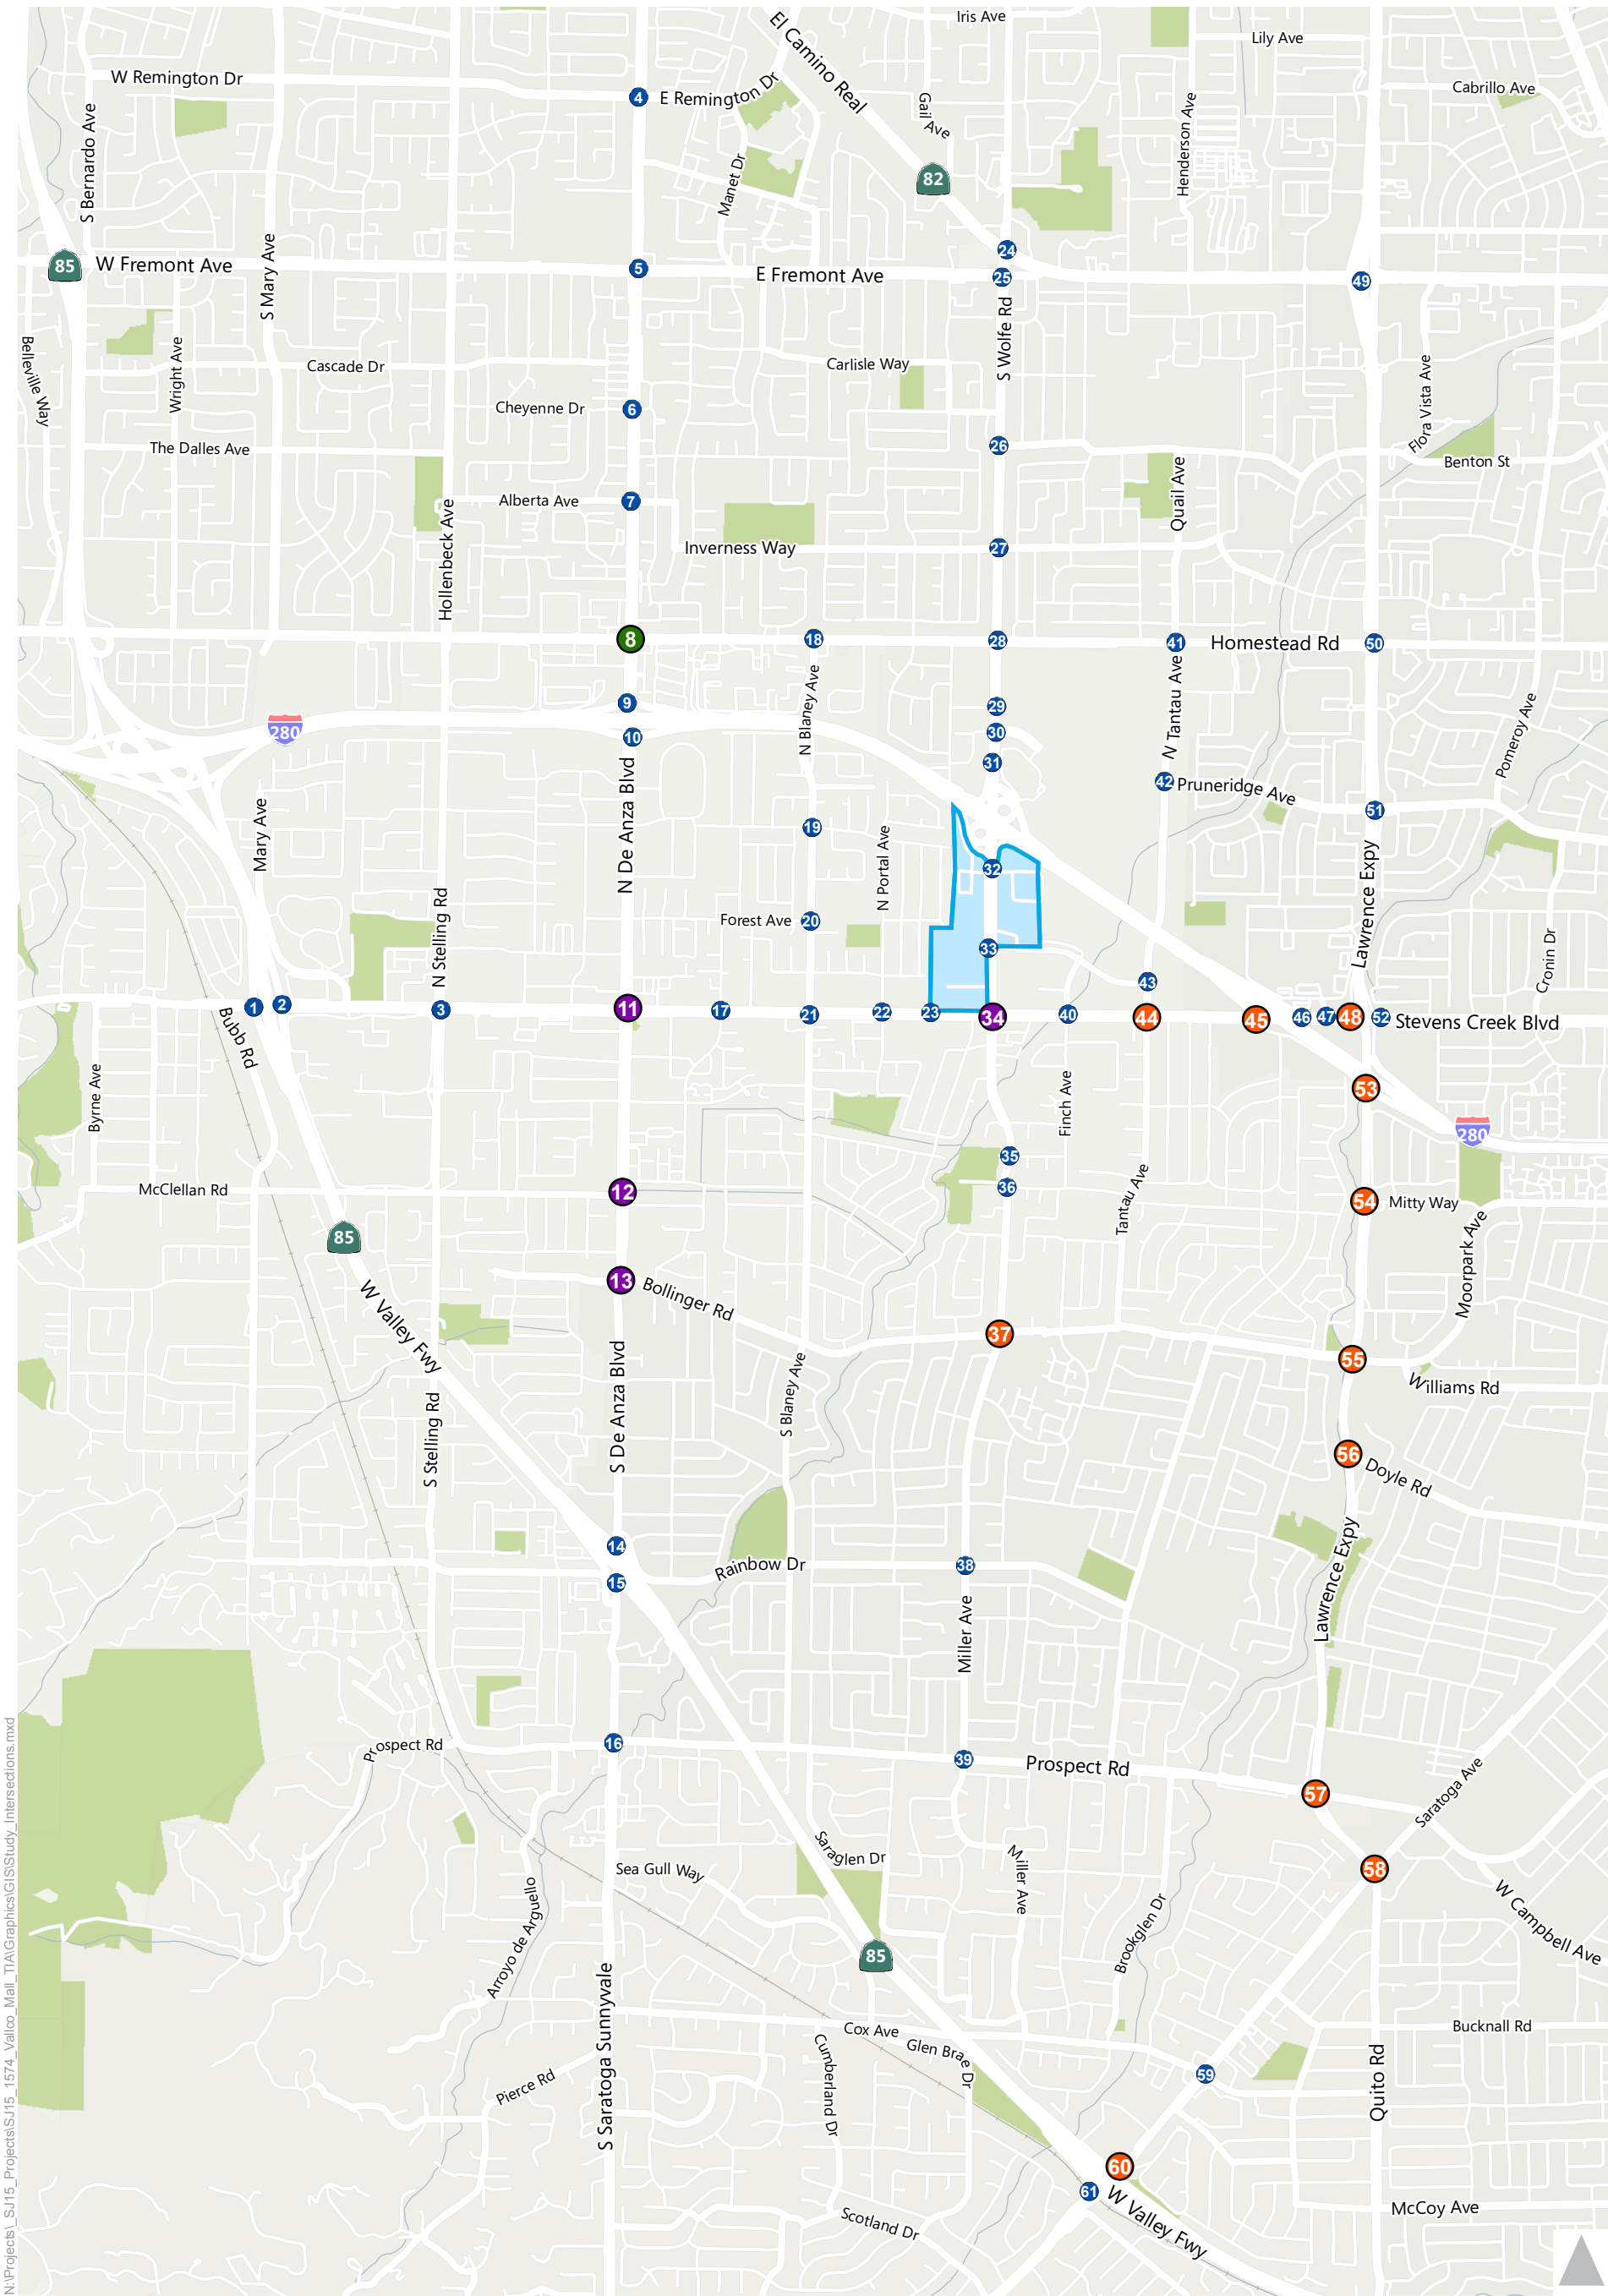 Iris Ave
El Camino Real
Lily Ave
W Remington Dr
4
E Remington Dr
Gail Ave
Cabrillo Ave
S Bernardo Ave
Henderson Ave
Manet Dr
82
S Mary Ave
24
85
W Fremont Ave
5
E Fremont Ave
25
49
S Wolfe Rd
Belleville Way
Wright Ave
Cascade Dr
Carlisle Way
Flora Vista Ave
Cheyenne Dr
6
The Dalles Ave
26
Benton St
Quail Ave
Alberta Ave
7
Hollenbeck Ave
Inverness Way
27
8
18
28
41
Homestead Rd
50
N Blaney Ave
N Tantau Ave
9
29
280
10
30
Pomeroy Ave
31
42
Pruneridge Ave
51
Mary Ave
N De Anza Blvd
19
N Portal Ave
32
Lawrence Expy
Forest Ave
20
N Stelling Rd
33
Cronin Dr
43
1
2
3
11
17
21
22
23
34
40
44
45
46
47
48
52
Stevens Creek Blvd
Bubb Rd
Byrne Ave
Finch Ave
53
280
35
McClellan Rd
12
36
Tantau Ave
54
Mitty Way
85
Moorpark Ave
13
Bollinger Rd
W Valley Fwy
37
55
S De Anza Blvd
S Blaney Ave
Williams Rd
S Stelling Rd
56
Doyle Rd
14
Rainbow Dr
38
15
Lawrence Expy
Miller Ave
Prospect Rd
16
39
Prospect Rd
57
Saratoga Ave
Saraglen Dr
Sea Gull Way
Miller Ave
58
W Campbell Ave
Arroyo de Arguello
Brookglen Dr
85
S Saratoga Sunnyvale
Cox Ave
Glen Brae Dr
Bucknall Rd
Cumberland Dr
Pierce Rd
59
Quito Rd
60
61
W Valley Fwy
McCoy Ave
Scotland Dr
N:\Projects\_SJ15_Projects\SJ15_1574_Vallco_Mall_TIA\Graphics\GIS\Study_Intersections.mxd